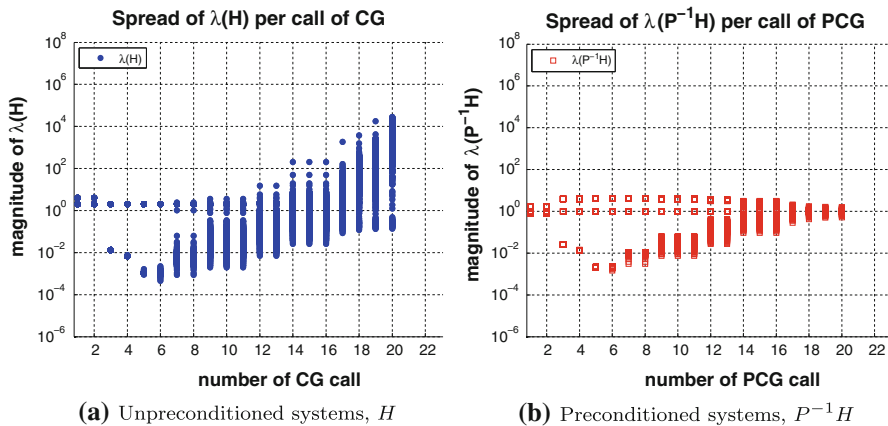 Spread of λ(H) per call of CG
λ(H)
magnitude of λ(H)
10^8
10^6
10^4
10^2
10^0
10^−2
10^−4
10^−6
2 4 6 8 10 12 14 16 18 20 22
number of CG call
(a) Unpreconditioned systems, H
Spread of λ(P^−1H) per call of PCG
λ(P^−1H)
magnitude of λ(P^−1H)
10^8
10^6
10^4
10^2
10^0
10^−2
10^−4
10^−6
2 4 6 8 10 12 14 16 18 20 22
number of PCG call
(b) Preconditioned systems, P^−1H